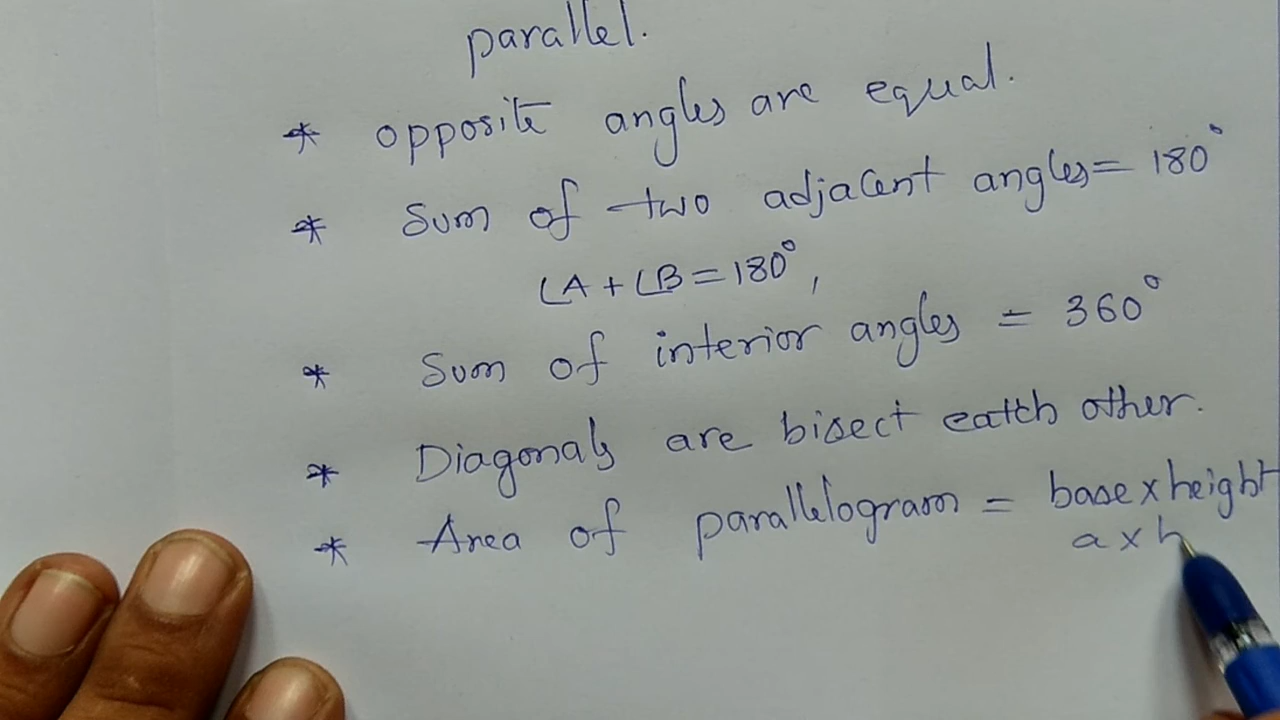 parallel.
* opposite angles are equal.
* Sum of two adjacent angles = 180°
∠A + ∠B = 180°,
* Sum of interior angles = 360°
* Diagonals are bisect eatch other.
* Area of parallelogram = base x height
a x h